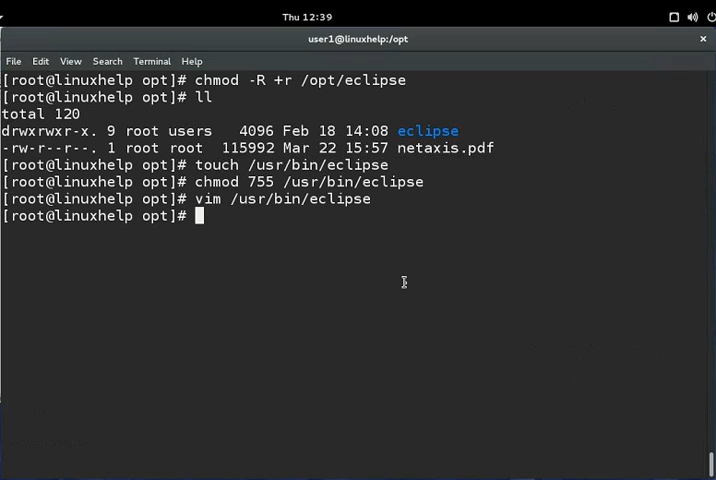 Thu 12:39
user1@linuxhelp:/opt
File Edit View Search Terminal Help
[root@linuxhelp opt]# chmod -R +r /opt/eclipse
[root@linuxhelp opt]# ll
total 120
drwxrwxr-x. 9 root users   4096 Feb 18 14:08 eclipse
-rw-r--r--. 1 root root  115992 Mar 22 15:57 netaxis.pdf
[root@linuxhelp opt]# touch /usr/bin/eclipse
[root@linuxhelp opt]# chmod 755 /usr/bin/eclipse
[root@linuxhelp opt]# vim /usr/bin/eclipse
[root@linuxhelp opt]#